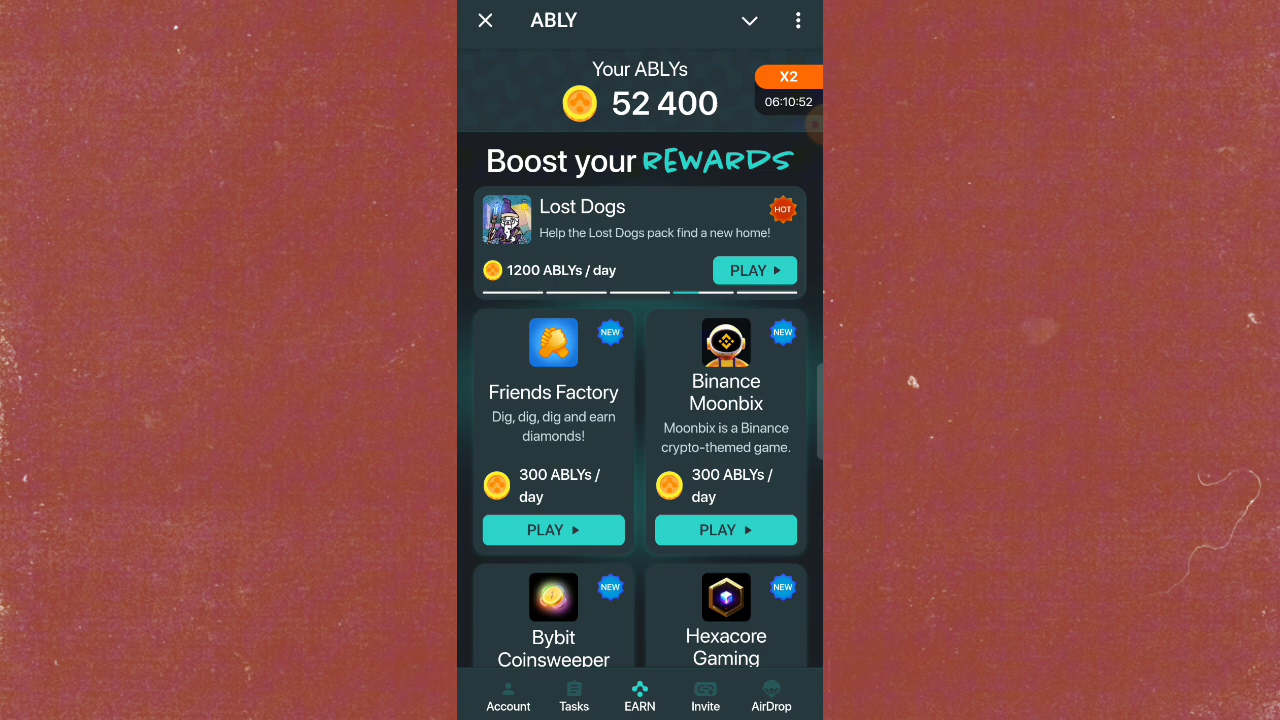 ABLY
Your ABLYs
52 400
X2
06:10:52
Boost your REWARDS
Lost Dogs
HOT
Help the Lost Dogs pack find a new home!
1200 ABLYs / day
PLAY
NEW
Friends Factory
Dig, dig, dig and earn
diamonds!
300 ABLYs /
day
PLAY
NEW
Binance
Moonbix
Moonbix is a Binance
crypto-themed game.
300 ABLYs /
day
PLAY
NEW
Bybit
Coinsweeper
NEW
Hexacore
Gaming
Account
Tasks
EARN
Invite
AirDrop